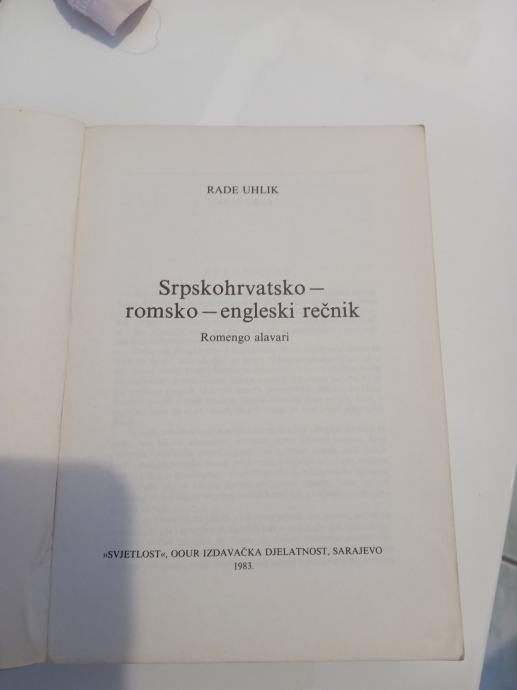 RADE UHLIK
Srpskohrvatsko —
romsko — engleski rečnik
Romengo alavari
»SVJETLOST«, OOUR IZDAVAČKA DJELATNOST, SARAJEVO
1983.